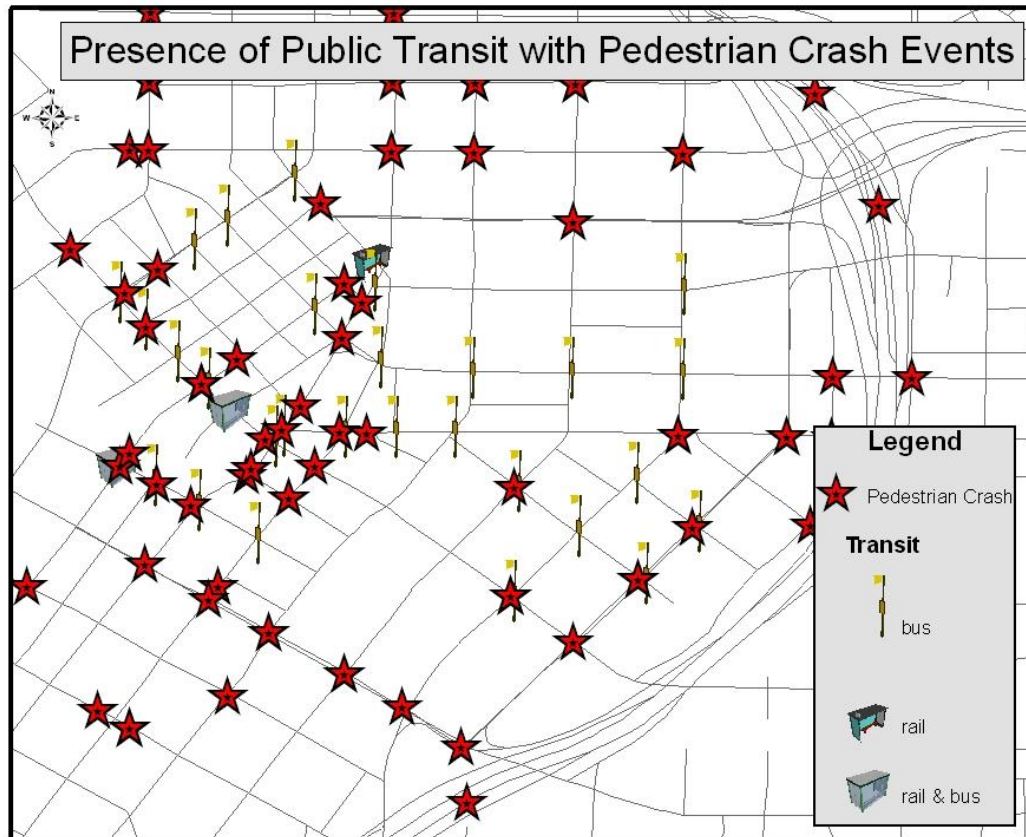 Presence of Public Transit with Pedestrian Crash Events
N
W E
S
Legend
Pedestrian Crash
Transit
bus
rail
rail & bus